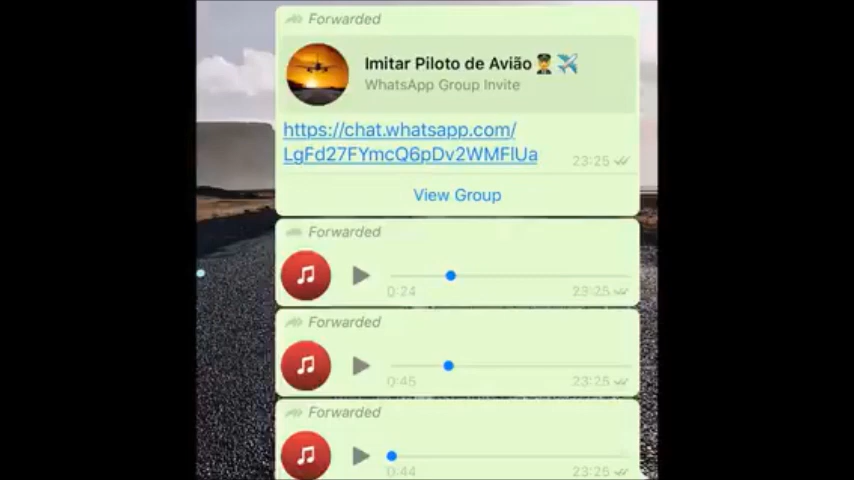 Forwarded
Imitar Piloto de Avião
WhatsApp Group Invite
https://chat.whatsapp.com/
LgFd27FYmcQ6pDv2WMFlUa
23:25
View Group
Forwarded
0:24 23:25
Forwarded
0:45 23:25
Forwarded
0:44 23:25